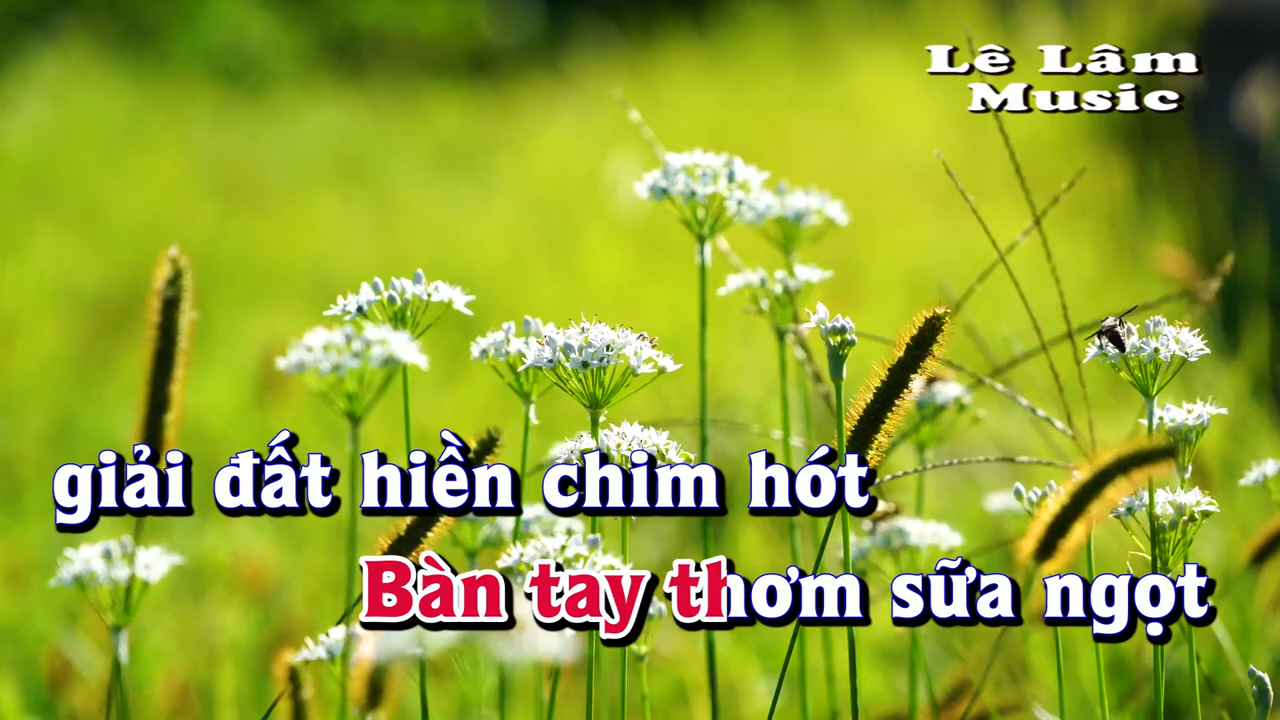 Lê Lâm
Music
giải đất hiền chim hót
Bàn tay thơm sữa ngọt